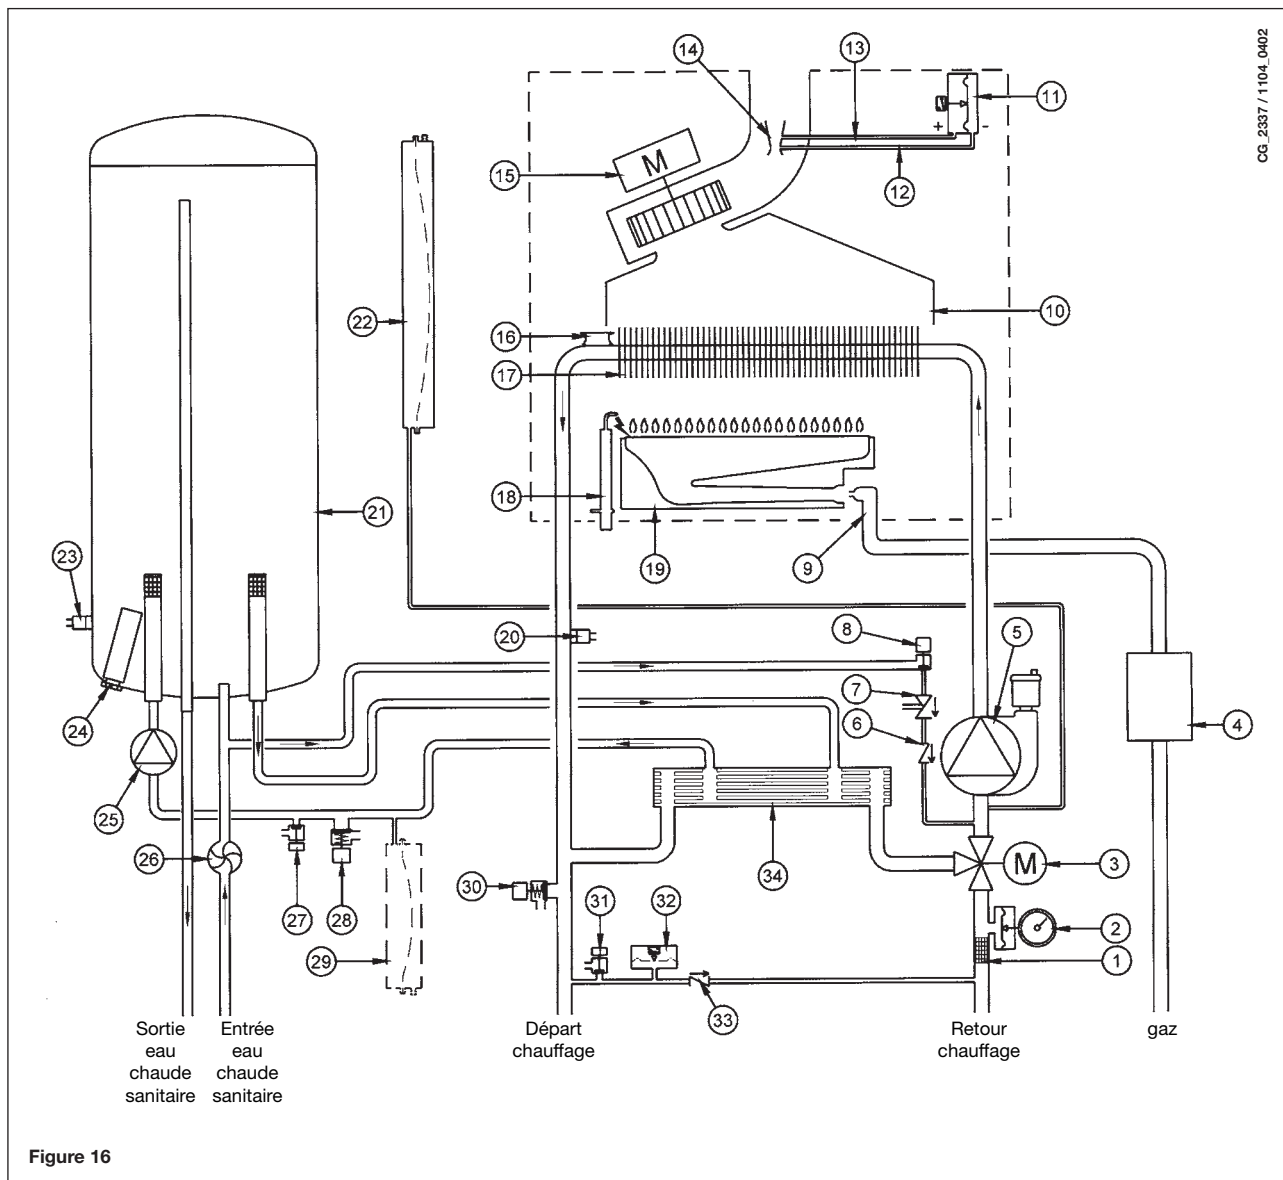 CG_2337 / 1104_0402
14
13
11
+
-
M
15
12
10
16
22
17
18
21
9
19
23
20
8
5
7
24
6
4
25
26
34
M
3
30
31
32
27
28
2
29
1
33
Sortie
eau
chaude
sanitaire
Entrée
eau
chaude
sanitaire
Départ
chauffage
Retour
chauffage
gaz
Figure 16